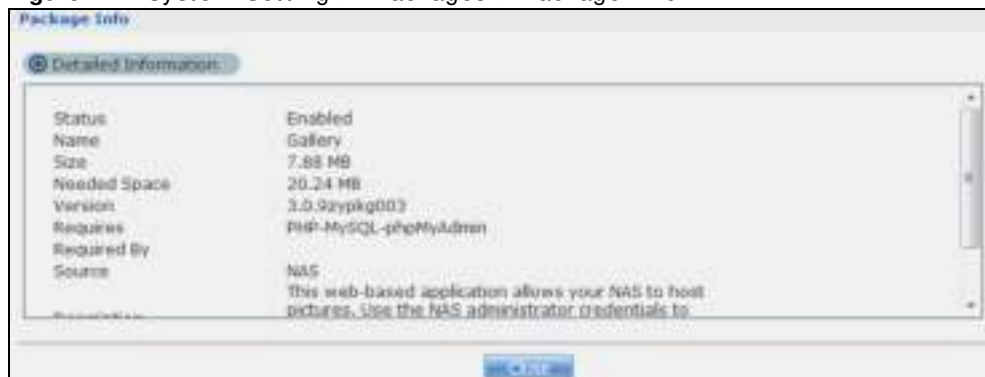 Package Info
Detailed Information
Status Enabled
Name Gallery
Size 7.88 MB
Needed Space 20.24 MB
Version 3.0.9zypkg003
Requires PHP-MySQL-phpMyAdmin
Required By
Source NAS
This web-based application allows your NAS to host
pictures. Use the NAS administrator credentials to